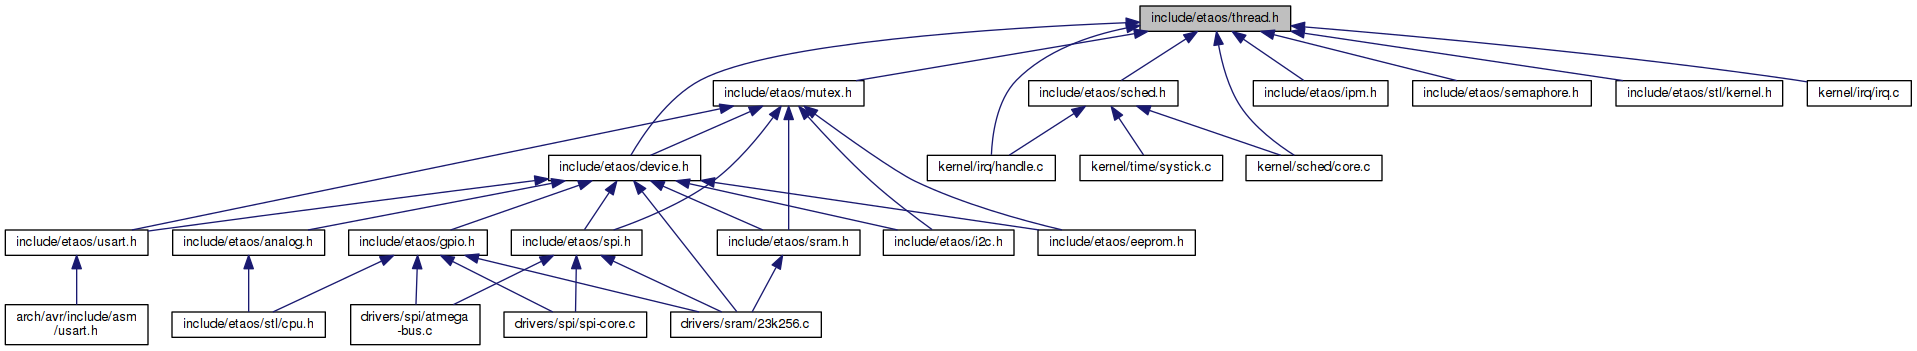 include/etaos/thread.h
include/etaos/mutex.h
include/etaos/sched.h
include/etaos/ipm.h
include/etaos/semaphore.h
include/etaos/stl/kernel.h
kernel/irq/irq.c
include/etaos/device.h
kernel/irq/handle.c
kernel/time/systick.c
kernel/sched/core.c
include/etaos/usart.h
include/etaos/analog.h
include/etaos/gpio.h
include/etaos/spi.h
include/etaos/sram.h
include/etaos/i2c.h
include/etaos/eeprom.h
arch/avr/include/asm
/usart.h
include/etaos/stl/cpu.h
drivers/spi/atmega
-bus.c
drivers/spi/spi-core.c
drivers/sram/23k256.c